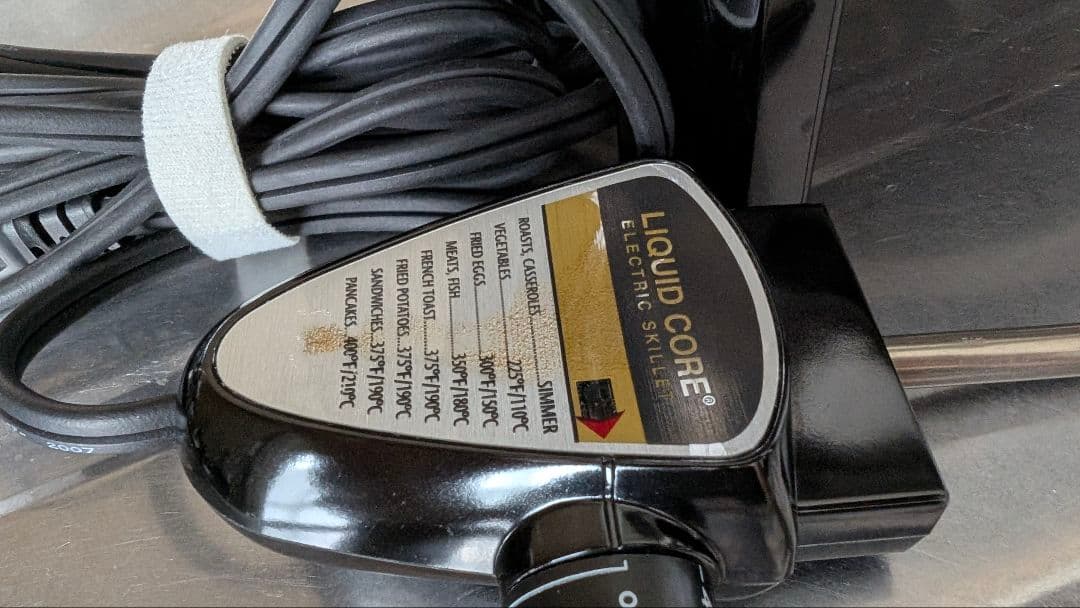 LIQUID CORE®
ELECTRIC SKILLET
ROASTS, CASSEROLES..........SIMMER
VEGETABLES..........225°F/110°C
FRIED EGGS..........300°F/150°C
MEATS, FISH..........350°F/180°C
FRENCH TOAST..........375°F/190°C
FRIED POTATOES...375°F/190°C
SANDWICHES...375°F/190°C
PANCAKES...400°F/210°C
2007